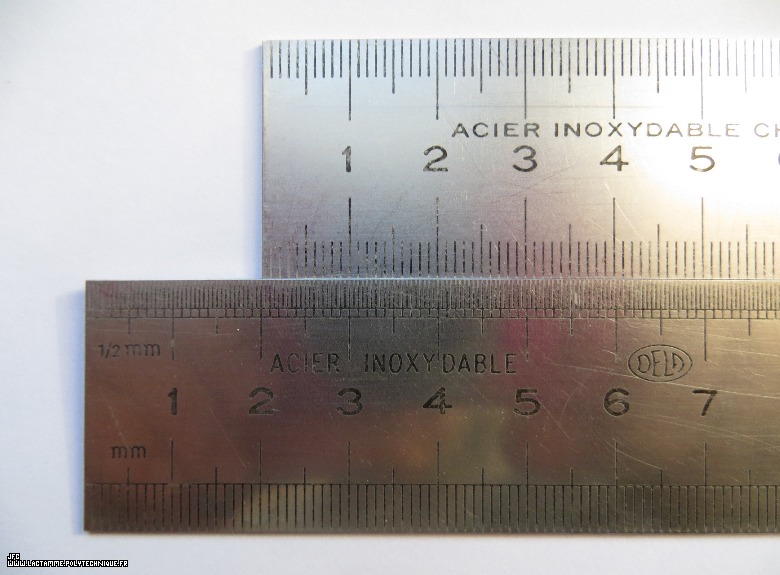 ACIER INOXYDABLE CH
1 2 3 4 5
1/2 mm
ACIER INOXYDABLE
DELA
1 2 3 4 5 6 7
mm
JFC
WWW.LACTAMME.POLYTECHNIQUE.FR